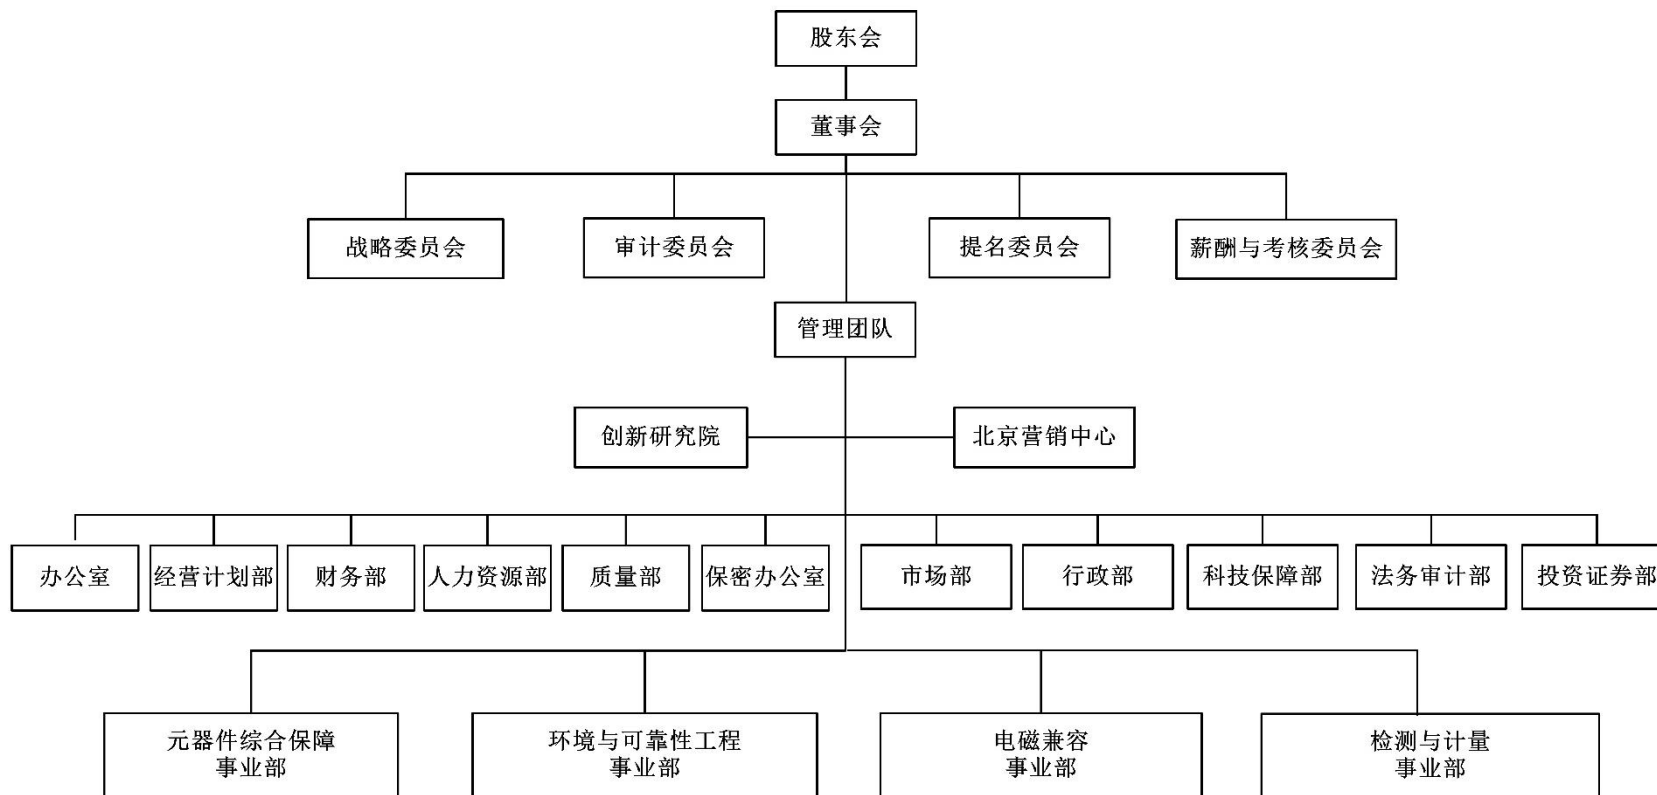 股东会
董事会
战略委员会
审计委员会
提名委员会
薪酬与考核委员会
管理团队
创新研究院
北京营销中心
办公室
经营计划部
财务部
人力资源部
质量部
保密办公室
市场部
行政部
科技保障部
法务审计部
投资证券部
元器件综合保障
事业部
环境与可靠性工程
事业部
电磁兼容
事业部
检测与计量
事业部